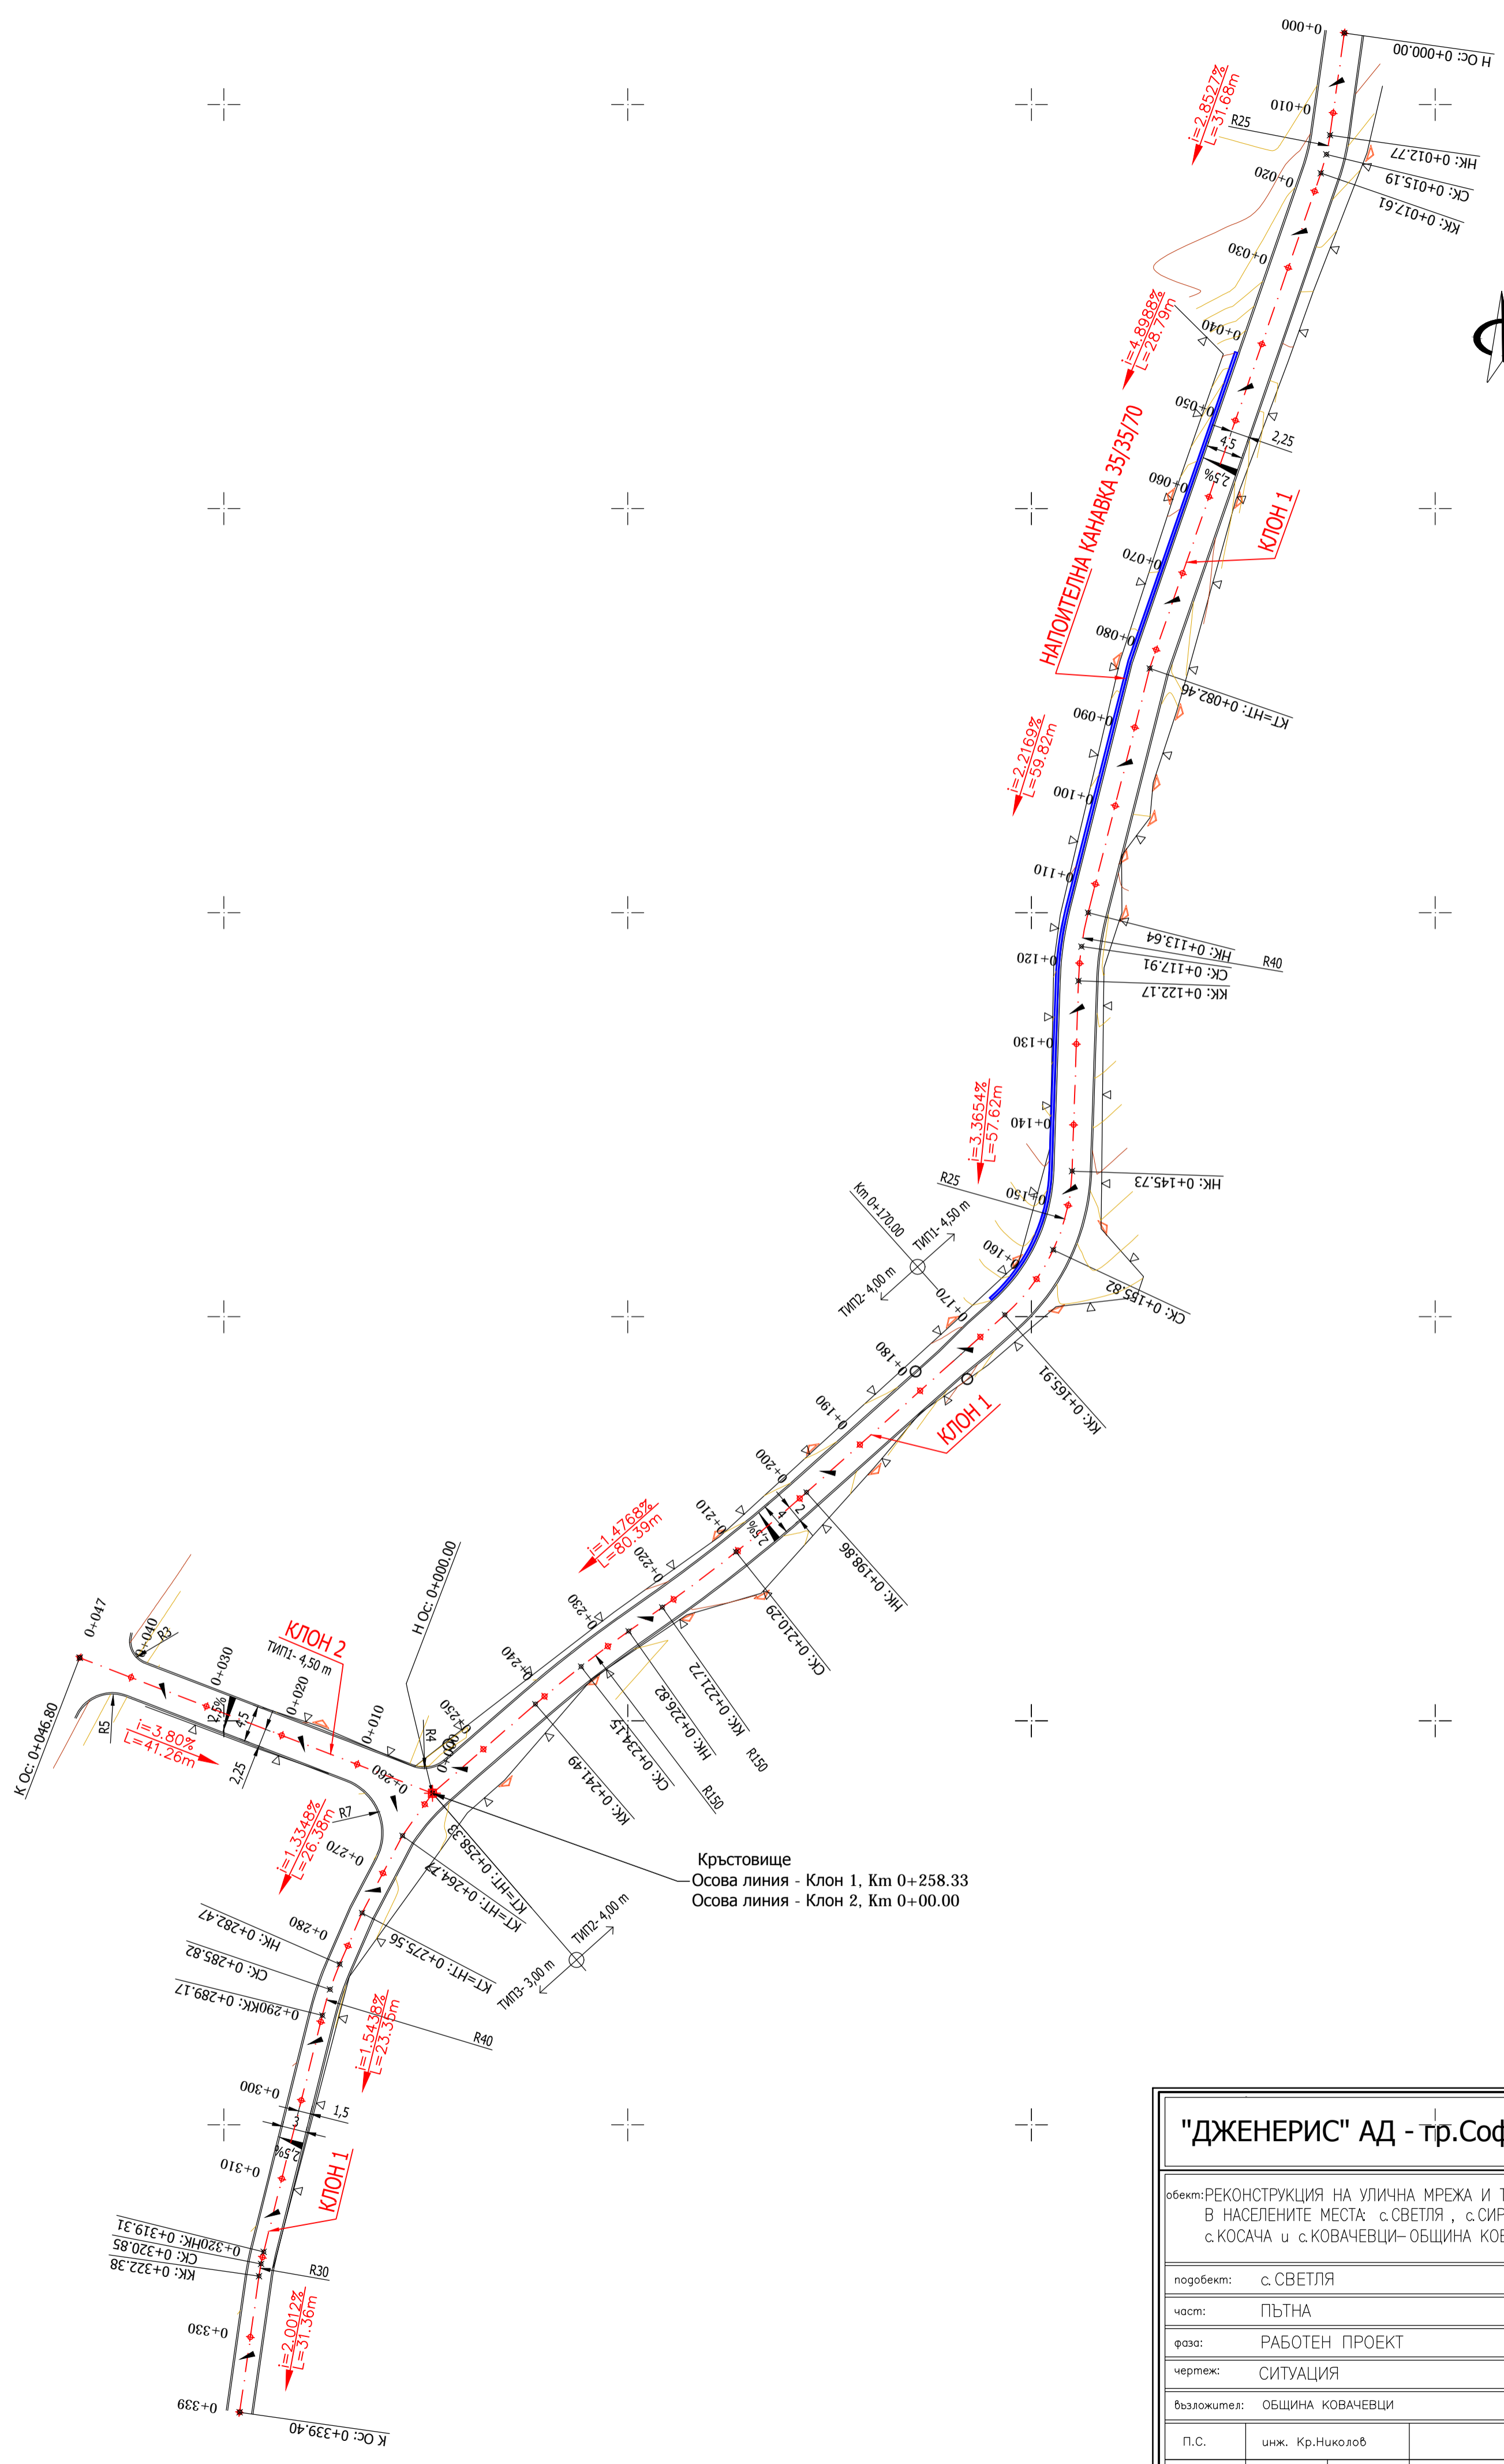 0+000
Н Ос: 0+000.00
i=2.8527%
L=31.68m
0+010
R25
НК: 0+012.77
СК: 0+015.19
КК: 0+017.61
0+020
0+030
i=4.8988%
L=28.79m
0+040
0+050
2,25
4,5
2,5%
НАПОИТЕЛНА КАНАВКА 35/35/70
0+060
КЛОН 1
0+070
0+080
КТ=НТ: 0+082.46
0+090
i=2.2169%
L=59.82m
0+100
0+110
НК: 0+113.64
R40
СК: 0+117.91
КК: 0+122.17
0+120
0+130
i=3.3654%
L=57.62m
0+140
НК: 0+145.73
R25
0+150
Km 0+170.00
ТИП1- 4,50 m
ТИП2- 4,00 m
0+160
СК: 0+155.82
0+170
КК: 0+165.91
0+180
0+190
КЛОН 1
0+200
2
4
2,5%
НК: 0+198.86
0+210
i=1.4768%
L=80.39m
0+220
СК: 0+210.29
0+230
КК: 0+221.72
R150
НК: 0+226.82
0+240
СК: 0+234.15
R150
КК: 0+241.49
0+250
Н Ос: 0+000.00
0+047
0+040
R3
0+030
КЛОН 2
ТИП1- 4,50 m
0+020
2,5%
4,5
2,25
0+010
R4
0+000
К Ос: 0+046.80
R5
i=3.80%
L=41.26m
0+260
R7
КТ=НТ: 0+258.33
КТ=НТ: 0+264.77
Кръстовище
Осова линия - Клон 1, Km 0+258.33
Осова линия - Клон 2, Km 0+00.00
i=1.3348%
L=26.38m
0+270
КТ=НТ: 0+275.56
ТИП2- 4,00 m
ТИП3- 3,00 m
0+280
НК: 0+282.47
СК: 0+285.82
КК: 0+289.17
0+290
R40
i=1.5438%
L=23.35m
0+300
1,5
3
2,5%
0+310
КЛОН 1
НК: 0+319.31
0+320
СК: 0+320.85
КК: 0+322.38
R30
i=2.0012%
L=31.36m
0+330
0+339
К Ос: 0+339.40
"ДЖЕНЕРИС" АД - гр.Соф
обект: РЕКОНСТРУКЦИЯ НА УЛИЧНА МРЕЖА И Т
В НАСЕЛЕНИТЕ МЕСТА: с.СВЕТЛЯ , с.СИР
с.КОСАЧА и с.КОВАЧЕВЦИ-ОБЩИНА КОВ
подобект: с.СВЕТЛЯ
част: ПЪТНА
фаза: РАБОТЕН ПРОЕКТ
чертеж: СИТУАЦИЯ
възложител: ОБЩИНА КОВАЧЕВЦИ
П.С. инж. Кр.Николов